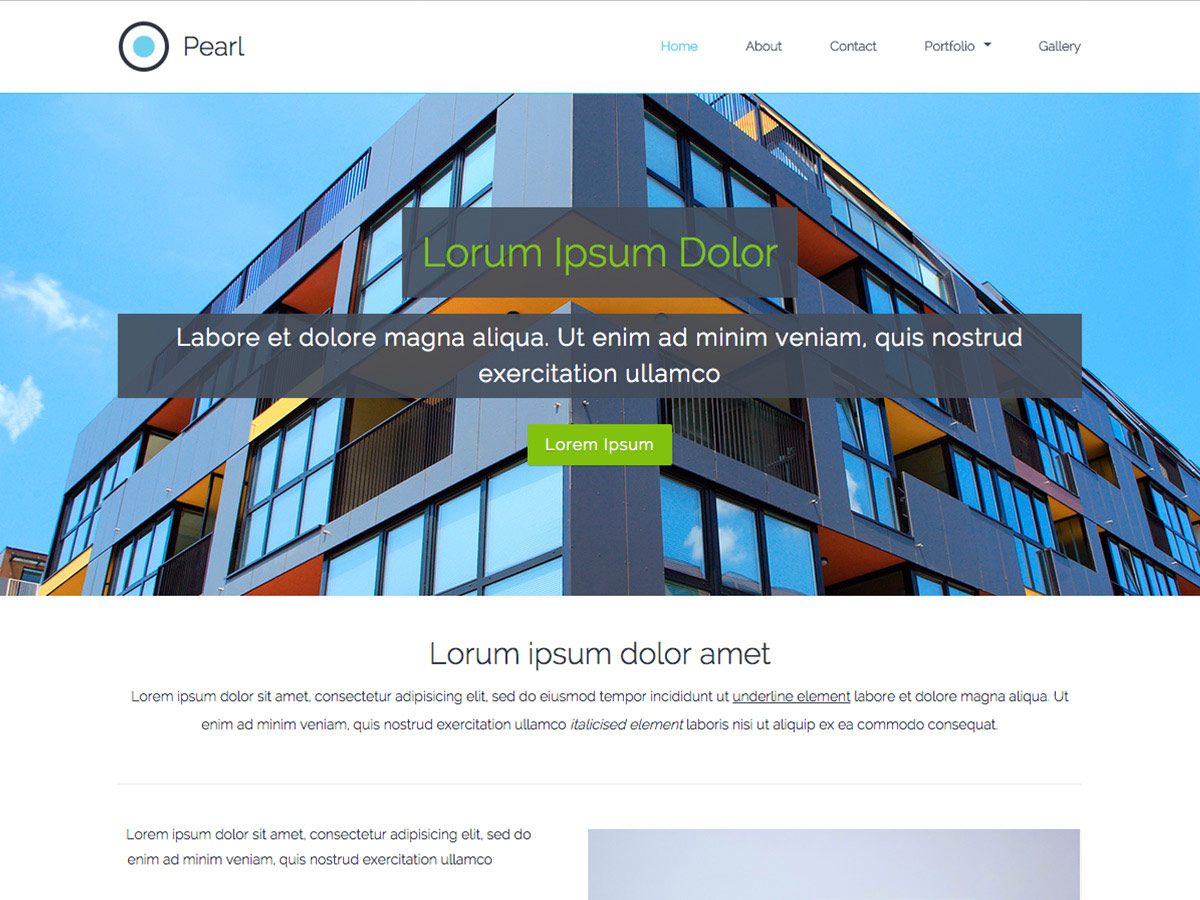 Pearl
Home About Contact Portfolio Gallery
Lorum Ipsum Dolor
Labore et dolore magna aliqua. Ut enim ad minim veniam, quis nostrud
exercitation ullamco
Lorem Ipsum
Lorum ipsum dolor amet
Lorem ipsum dolor sit amet, consectetur adipisicing elit, sed do eiusmod tempor incididunt ut underline element labore et dolore magna aliqua. Ut
enim ad minim veniam, quis nostrud exercitation ullamco italicised element laboris nisi ut aliquip ex ea commodo consequat.
Lorem ipsum dolor sit amet, consectetur adipisicing elit, sed do
enim ad minim veniam, quis nostrud exercitation ullamco